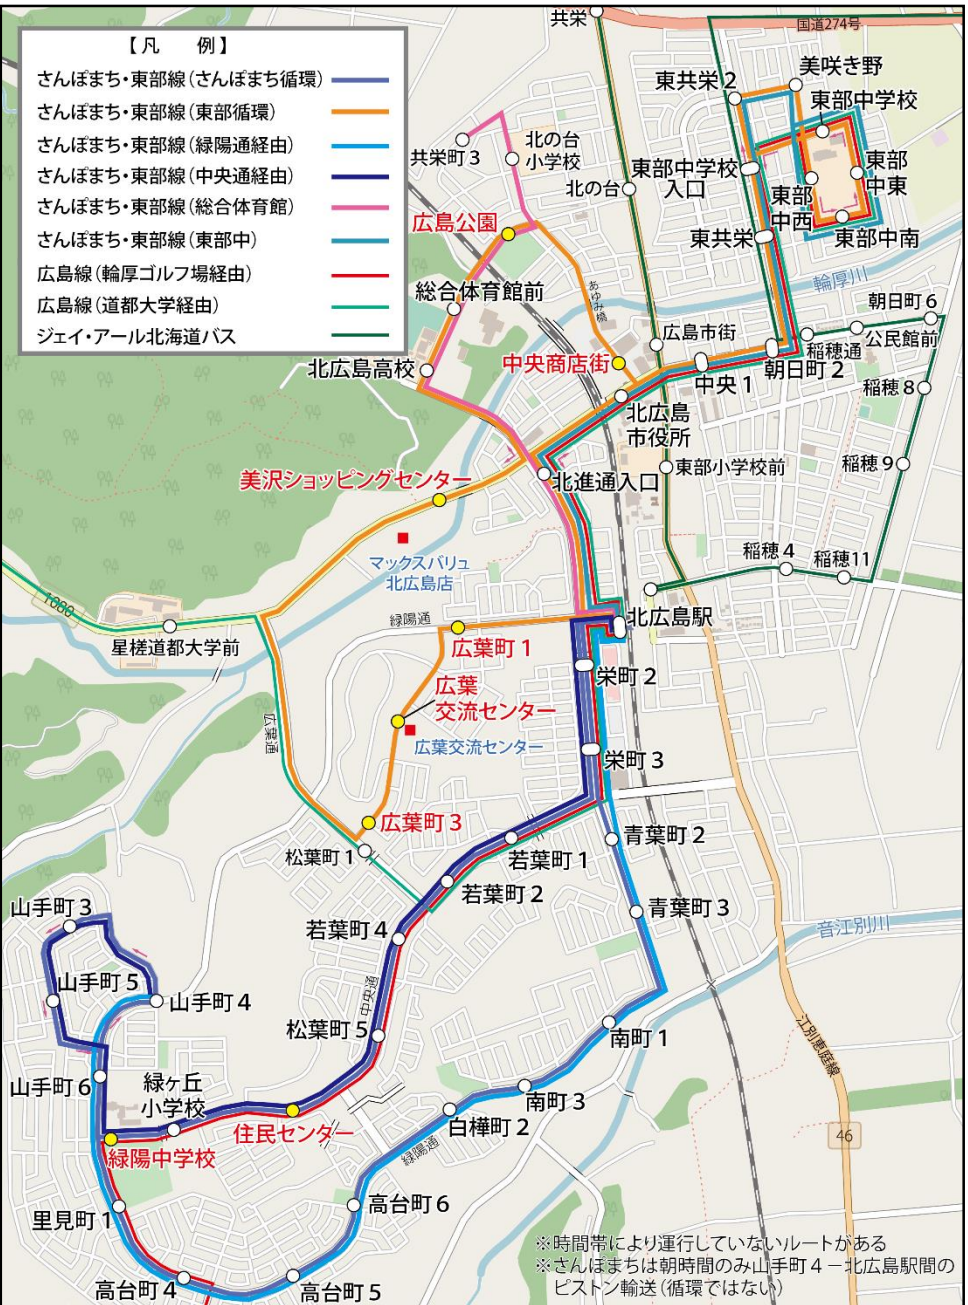 【凡　例】
さんぽまち・東部線（さんぽまち循環）
さんぽまち・東部線（東部循環）
さんぽまち・東部線（緑陽通経由）
さんぽまち・東部線（中央通経由）
さんぽまち・東部線（総合体育館）
さんぽまち・東部線（東部中）
広島線（輪厚ゴルフ場経由）
広島線（道都大学経由）
ジェイ・アール北海道バス
共栄
国道274号
美咲き野
東共栄２
東部中学校
共栄町３
北の台
小学校
北の台
東部中学校
入口
東部
中西
東部
中東
東部中南
東共栄
広島公園
輪厚川
あゆみ橋
総合体育館前
朝日町６
公民館前
広島市街
稲穂通
朝日町２
中央１
北広島高校
中央商店街
稲穂８
北広島
市役所
美沢ショッピングセンター
北進通入口
東部小学校前
稲穂９
マックスバリュ
北広島店
稲穂４
稲穂11
1080
星槎道都大学前
緑陽通
広葉町１
北広島駅
栄町２
広葉
交流センター
広葉交流センター
広葉通
栄町３
広葉町３
松葉町１
若葉町１
青葉町２
若葉町２
青葉町３
山手町３
若葉町４
音江別川
山手町５
山手町４
中央通
松葉町５
南町１
江別恵庭線
山手町６
緑ヶ丘
小学校
南町３
住民センター
白樺町２
緑陽中学校
緑陽通
46
里見町１
高台町６
高台町４
高台町５
※時間帯により運行していないルートがある
※さんぽまちは朝時間のみ山手町４－北広島駅間の
ピストン輸送（循環ではない）